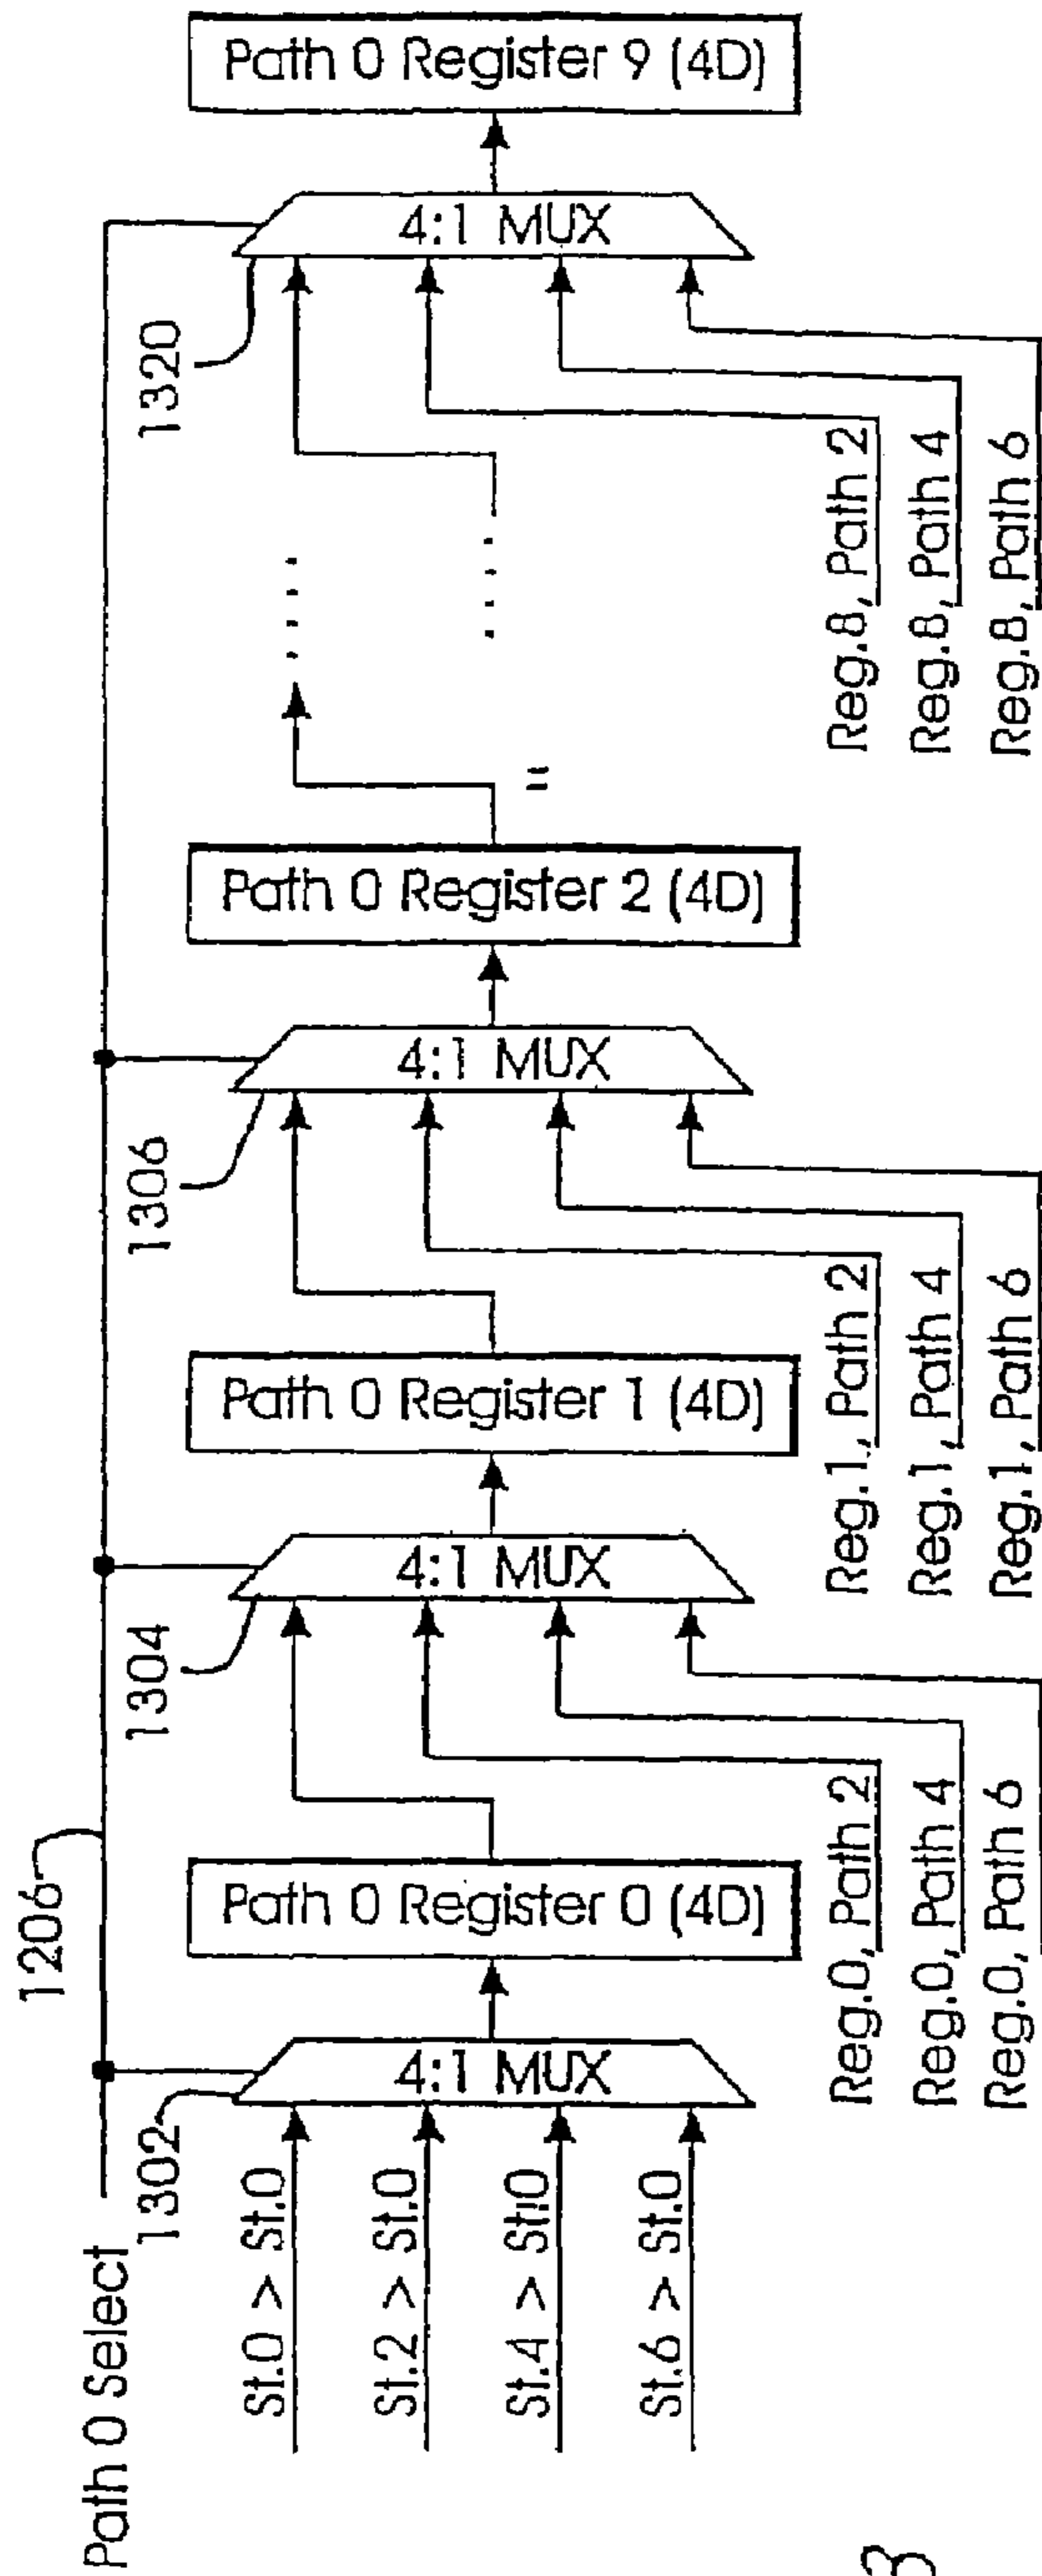 Path 0 Select
1206
1302
1304
1306
1320
St.0 > St.0
St.2 > St.0
St.4 > St.0
St.6 > St.0
4:1 MUX
Path 0 Register 0 (4D)
4:1 MUX
Path 0 Register 1 (4D)
4:1 MUX
Path 0 Register 2 (4D)
. . . .
. . . .
4:1 MUX
Path 0 Register 9 (4D)
Reg.0, Path 2
Reg.0, Path 4
Reg.0, Path 6
Reg.1, Path 2
Reg.1, Path 4
Reg.1, Path 6
Reg.8, Path 2
Reg.8, Path 4
Reg.8, Path 6
3